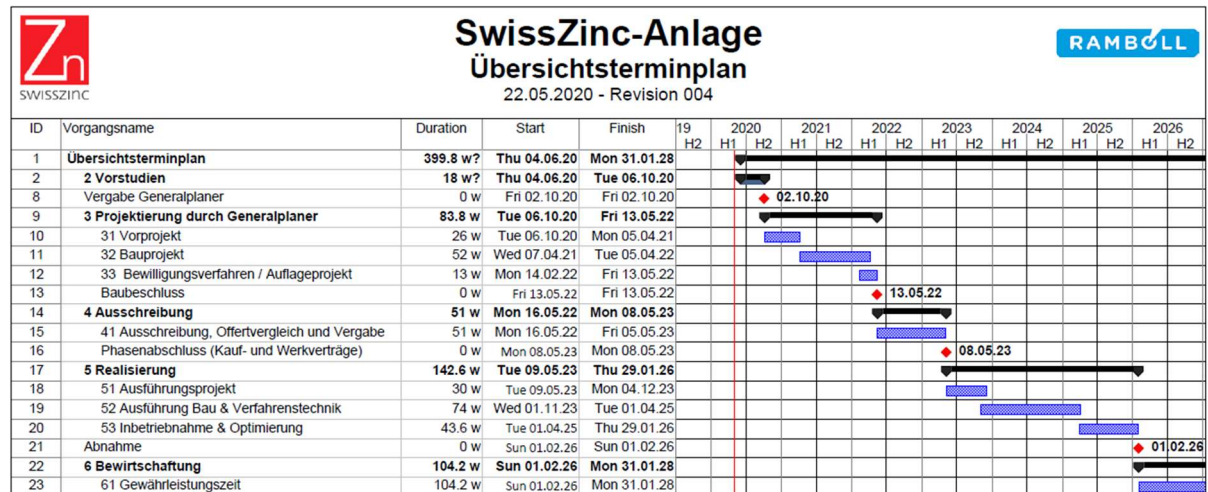 Zn
SWISSZINC
SwissZinc-Anlage
Übersichtsterminplan
22.05.2020 - Revision 004
RAMBOLL
ID Vorgangsname Duration Start Finish 19 2020 2021 2022 2023 2024 2025 2026
H2 H1 H2 H1 H2 H1 H2 H1 H2 H1 H2 H1 H2 H1 H2
1 Übersichtsterminplan 399.8 w? Thu 04.06.20 Mon 31.01.28
2 2 Vorstudien 18 w? Thu 04.06.20 Tue 06.10.20
8 Vergabe Generalplaner 0 w Fri 02.10.20 Fri 02.10.20 02.10.20
9 3 Projektierung durch Generalplaner 83.8 w Tue 06.10.20 Fri 13.05.22
10 31 Vorprojekt 26 w Tue 06.10.20 Mon 05.04.21
11 32 Bauprojekt 52 w Wed 07.04.21 Tue 05.04.22
12 33 Bewilligungsverfahren / Auflageprojekt 13 w Mon 14.02.22 Fri 13.05.22
13 Baubeschluss 0 w Fri 13.05.22 Fri 13.05.22 13.05.22
14 4 Ausschreibung 51 w Mon 16.05.22 Mon 08.05.23
15 41 Ausschreibung, Offertvergleich und Vergabe 51 w Mon 16.05.22 Fri 05.05.23
16 Phasenabschluss (Kauf- und Werkverträge) 0 w Mon 08.05.23 Mon 08.05.23 08.05.23
17 5 Realisierung 142.6 w Tue 09.05.23 Thu 29.01.26
18 51 Ausführungsprojekt 30 w Tue 09.05.23 Mon 04.12.23
19 52 Ausführung Bau & Verfahrenstechnik 74 w Wed 01.11.23 Tue 01.04.25
20 53 Inbetriebnahme & Optimierung 43.6 w Tue 01.04.25 Thu 29.01.26
21 Abnahme 0 w Sun 01.02.26 Sun 01.02.26 01.02.26
22 6 Bewirtschaftung 104.2 w Sun 01.02.26 Mon 31.01.28
23 61 Gewährleistungszeit 104.2 w Sun 01.02.26 Mon 31.01.28